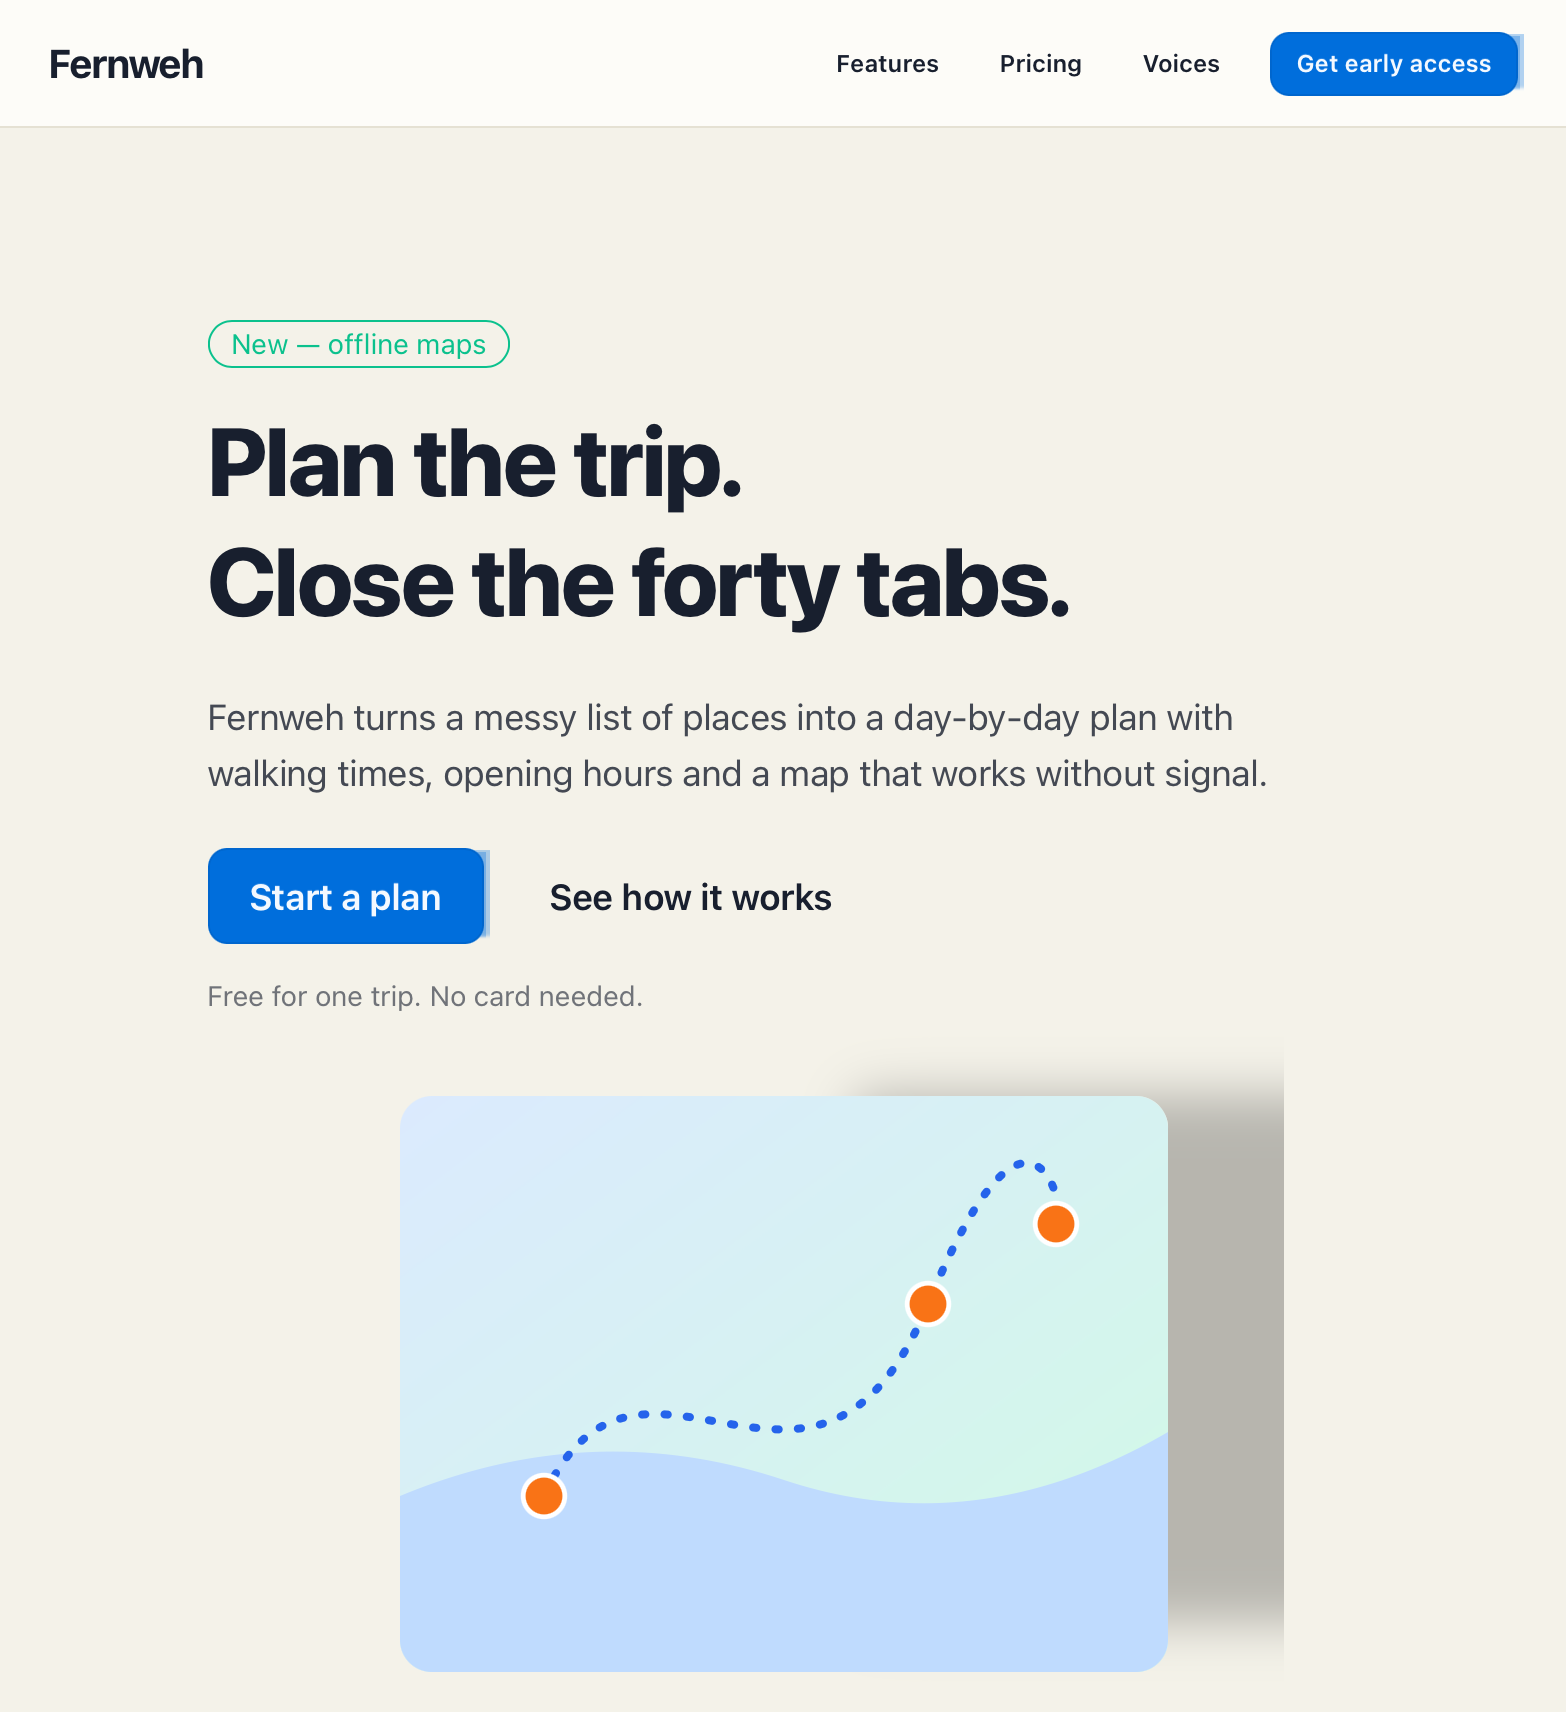 Fernweh
Features
Pricing
Voices
Get early access
New — offline maps
Plan the trip.
Close the forty tabs.
Fernweh turns a messy list of places into a day-by-day plan with
walking times, opening hours and a map that works without signal.
Start a plan
See how it works
Free for one trip. No card needed.